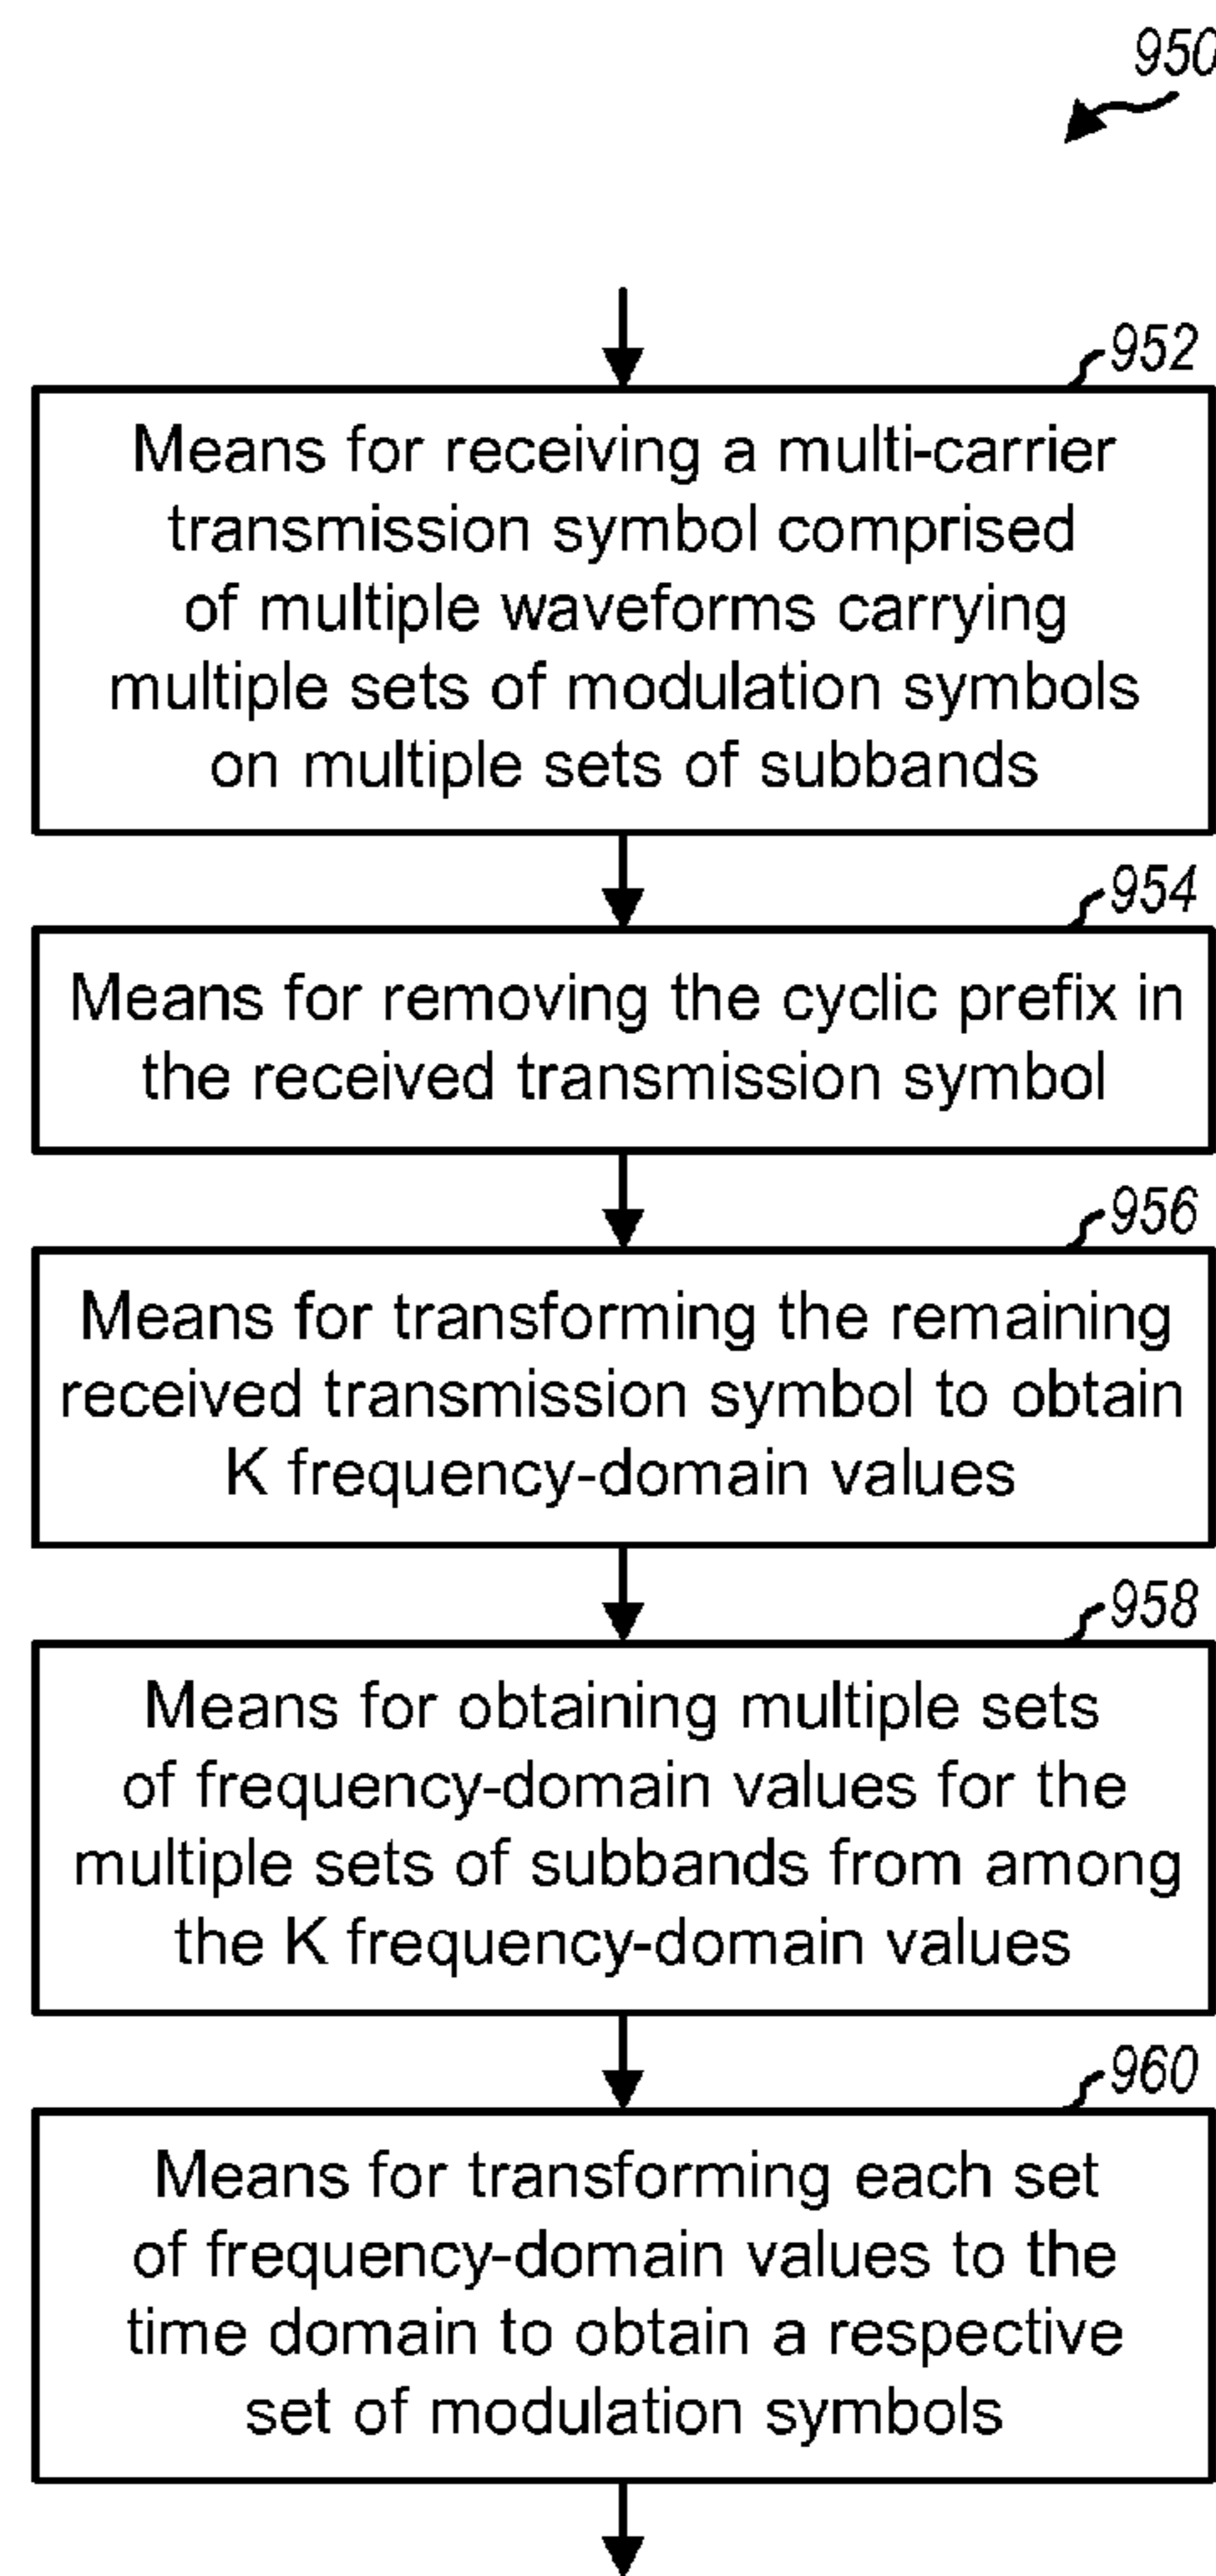 950
952
Means for receiving a multi-carrier
transmission symbol comprised
of multiple waveforms carrying
multiple sets of modulation symbols
on multiple sets of subbands
954
Means for removing the cyclic prefix in
the received transmission symbol
956
Means for transforming the remaining
received transmission symbol to obtain
K frequency-domain values
958
Means for obtaining multiple sets
of frequency-domain values for the
multiple sets of subbands from among
the K frequency-domain values
960
Means for transforming each set
of frequency-domain values to the
time domain to obtain a respective
set of modulation symbols